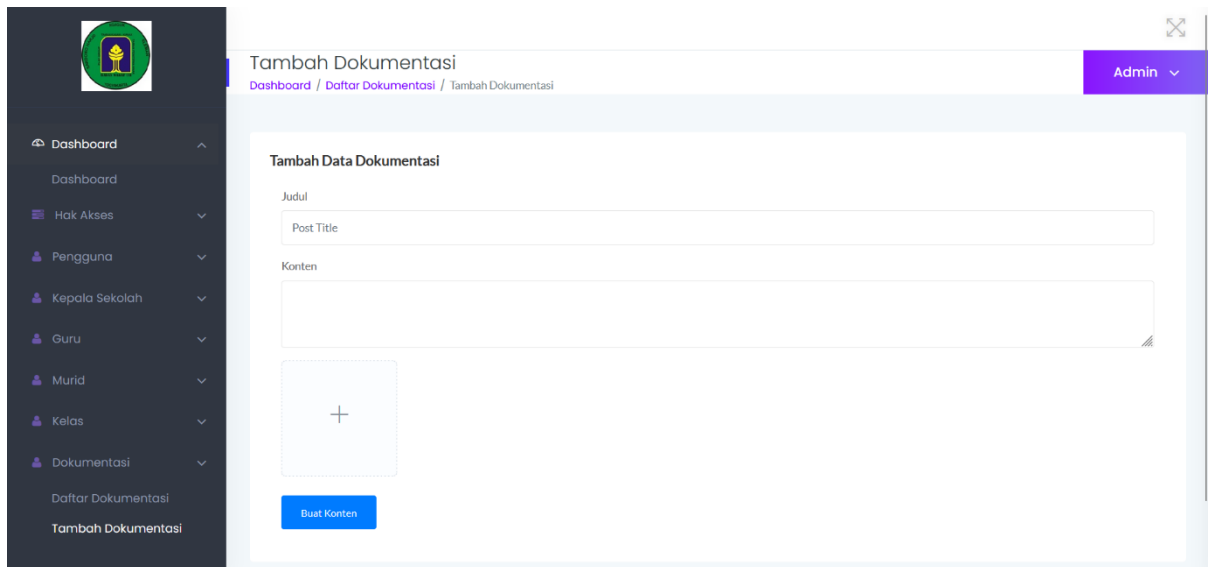 Tambah Dokumentasi
Dashboard / Daftar Dokumentasi / Tambah Dokumentasi
Admin
Dashboard
Dashboard
Hak Akses
Pengguna
Kepala Sekolah
Guru
Murid
Kelas
Dokumentasi
Daftar Dokumentasi
Tambah Dokumentasi
Tambah Data Dokumentasi
Judul
Post Title
Konten
Buat Konten